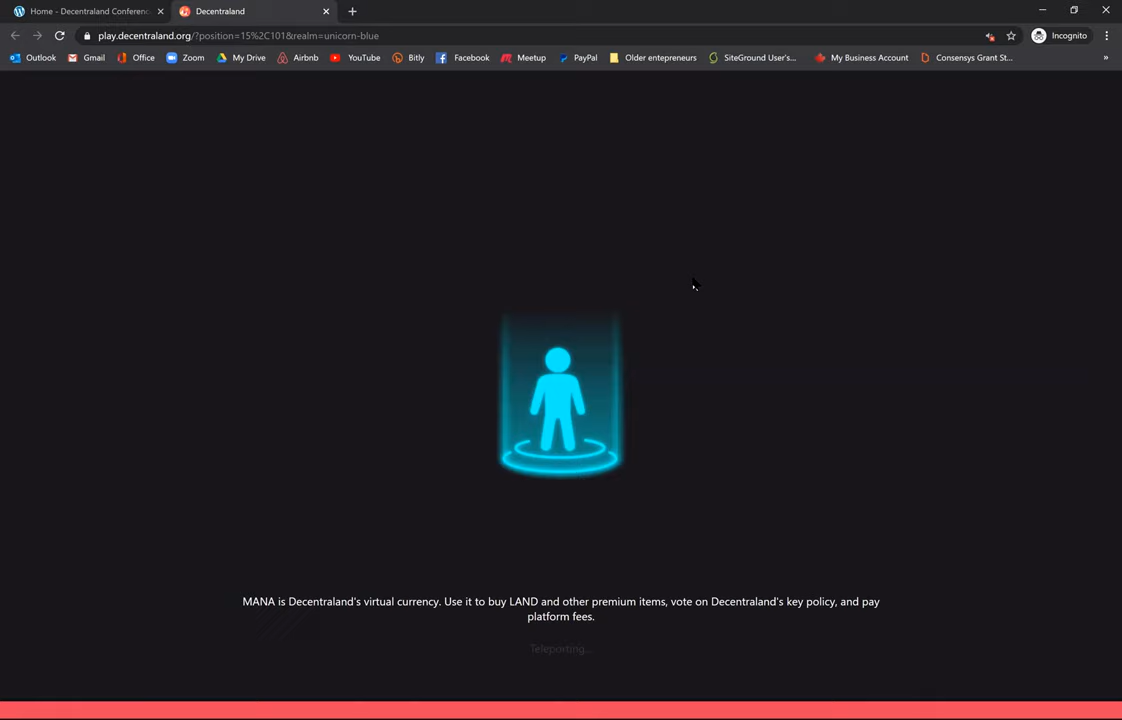 Home - Decentraland Conferenc
Decentraland
play.decentraland.org/?position=15%2C101&realm=unicorn-blue
Incognito
Outlook
Gmail
Office
Zoom
My Drive
Airbnb
YouTube
Bitly
Facebook
Meetup
PayPal
Older entepreneurs
SiteGround User's...
My Business Account
Consensys Grant St...
»
MANA is Decentraland's virtual currency. Use it to buy LAND and other premium items, vote on Decentraland's key policy, and pay
platform fees.
Teleporting...